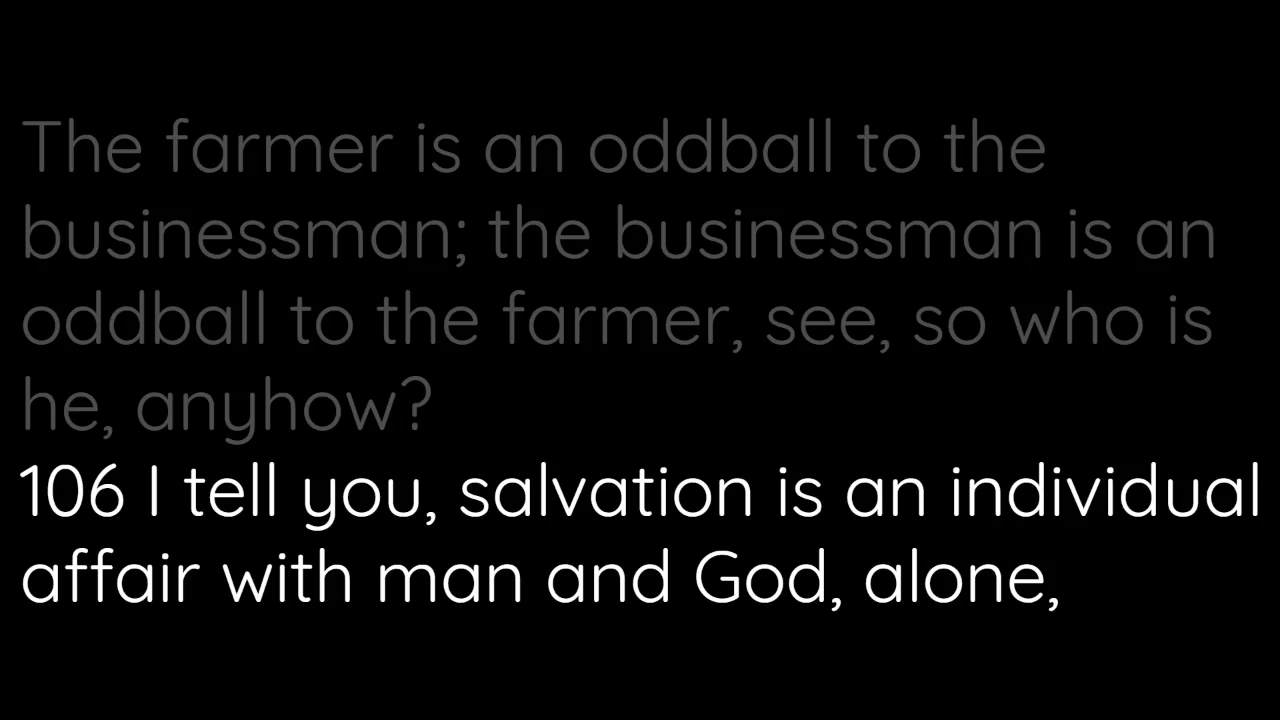 The farmer is an oddball to the
businessman; the businessman is an
oddball to the farmer, see, so who is
he, anyhow?
106 I tell you, salvation is an individual
affair with man and God, alone,